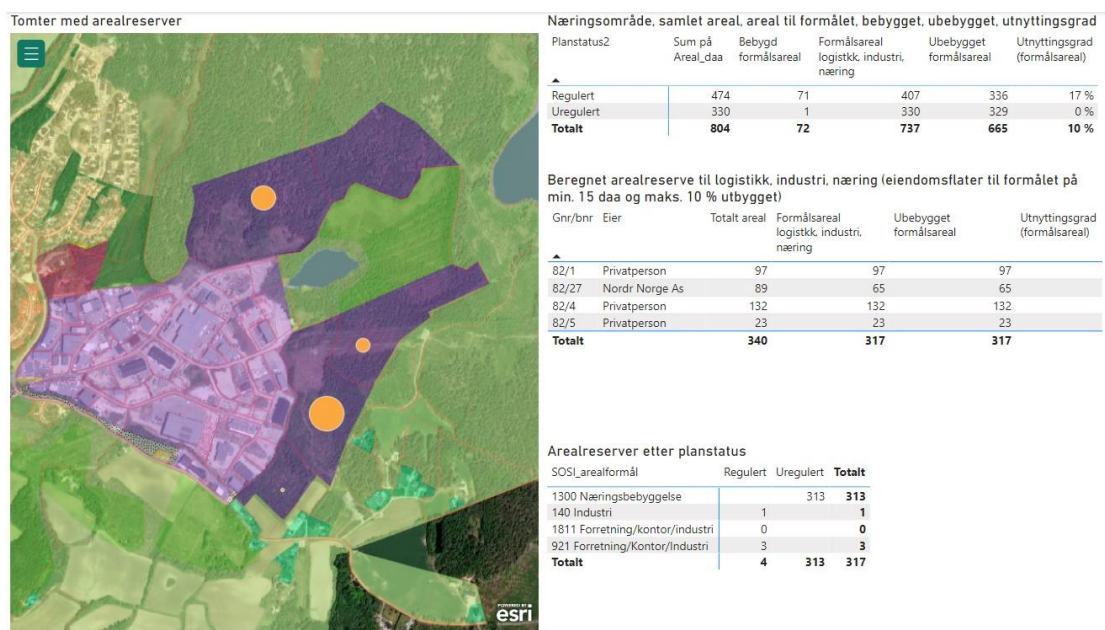 Tomter med arealreserver
Næringsområde, samlet areal, areal til formålet, bebygget, ubebygget, utnyttingsgrad
Planstatus2 Sum på Areal_daa Bebygd formålsareal Formålsareal logistkk, industri, næring Ubebygget formålsareal Utnyttingsgrad (formålsareal)
Regulert 474 71 407 336 17 %
Uregulert 330 1 330 329 0 %
Totalt 804 72 737 665 10 %
Beregnet arealreserve til logistikk, industri, næring (eiendomsflater til formålet på
min. 15 daa og maks. 10 % utbygget)
Gnr/bnr Eier Totalt areal Formålsareal logistkk, industri, næring Ubebygget formålsareal Utnyttingsgrad (formålsareal)
82/1 Privatperson 97 97 97
82/27 Nordr Norge As 89 65 65
82/4 Privatperson 132 132 132
82/5 Privatperson 23 23 23
Totalt 340 317 317
Arealreserver etter planstatus
SOSI_arealformål Regulert Uregulert Totalt
1300 Næringsbebyggelse 313 313
140 Industri 1 1
1811 Forretning/kontor/industri 0 0
921 Forretning/Kontor/Industri 3 3
Totalt 4 313 317
POWERED BY
esri